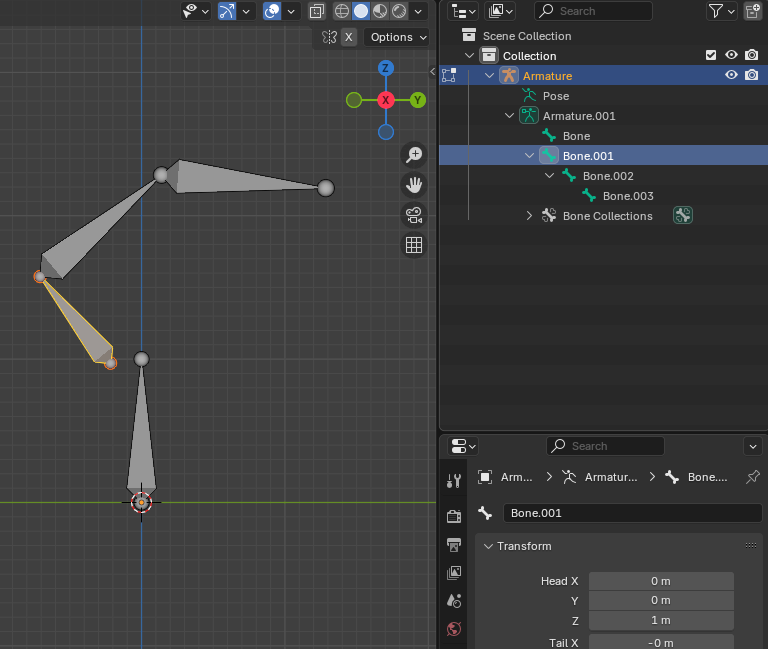 X
Options
Z
X
Y
Search
Scene Collection
Collection
Armature
Pose
Armature.001
Bone
Bone.001
Bone.002
Bone.003
Bone Collections
Search
Arm... > Armatur... > Bone....
Bone.001
Transform
Head X 0 m
Y 0 m
Z 1 m
Tail X -0 m